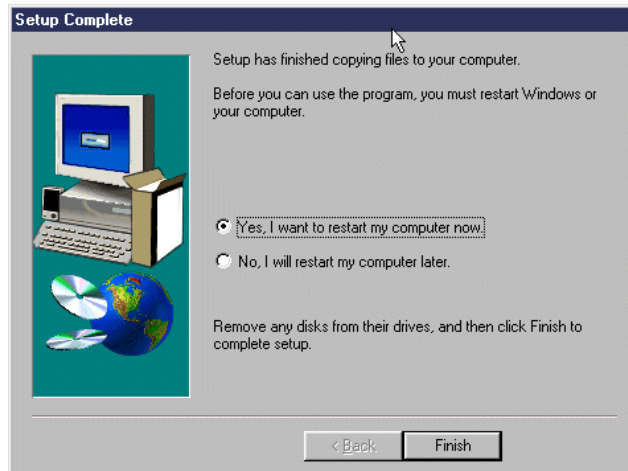 Setup Complete
Setup has finished copying files to your computer.
Before you can use the program, you must restart Windows or
your computer.
Yes, I want to restart my computer now.
No, I will restart my computer later.
Remove any disks from their drives, and then click Finish to
complete setup.
< Back
Finish